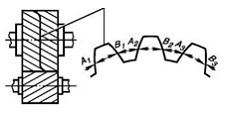 A₁ B₁ A₂ B₂ A₃ B₃